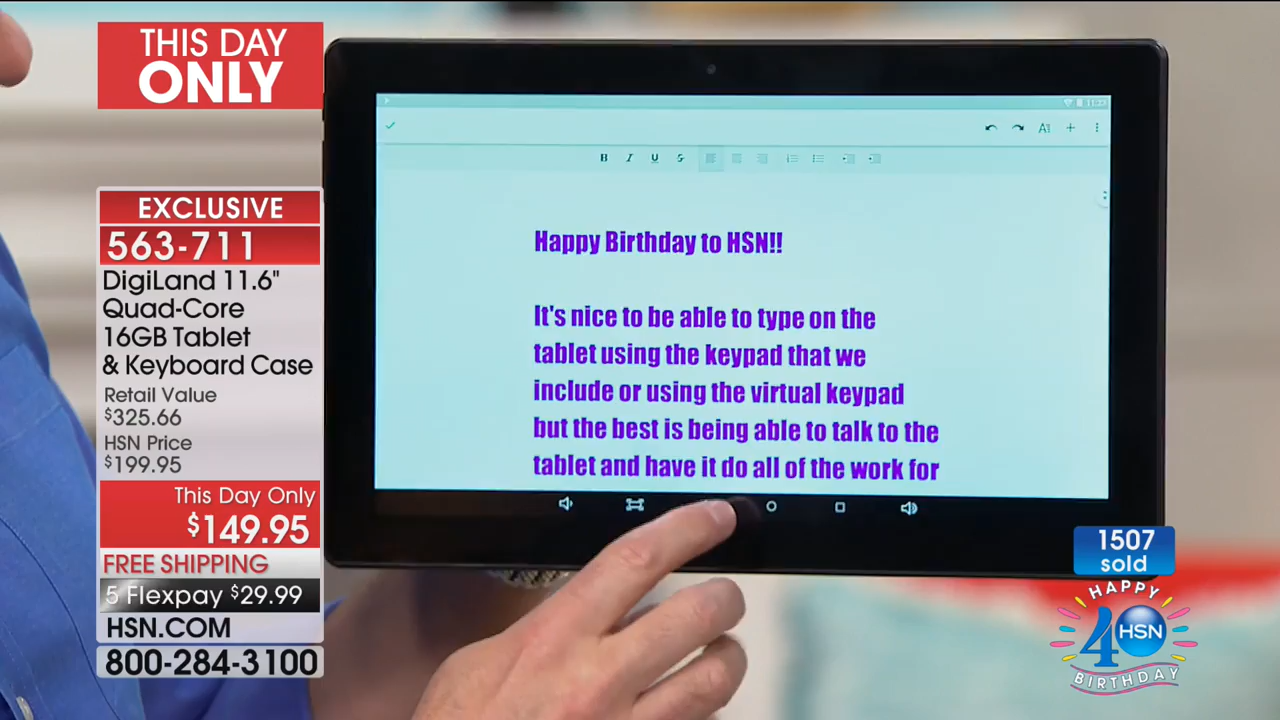 THIS DAY
ONLY
EXCLUSIVE
563-711
DigiLand 11.6"
Quad-Core
16GB Tablet
& Keyboard Case
Retail Value
$325.66
HSN Price
$199.95
This Day Only
$149.95
FREE SHIPPING
5 Flexpay $29.99
HSN.COM
800-284-3100
11:37
B I U S
Happy Birthday to HSN!!
It's nice to be able to type on the
tablet using the keypad that we
include or using the virtual keypad
but the best is being able to talk to the
tablet and have it do all of the work for
1507
sold
HAPPY
40 HSN
BIRTHDAY